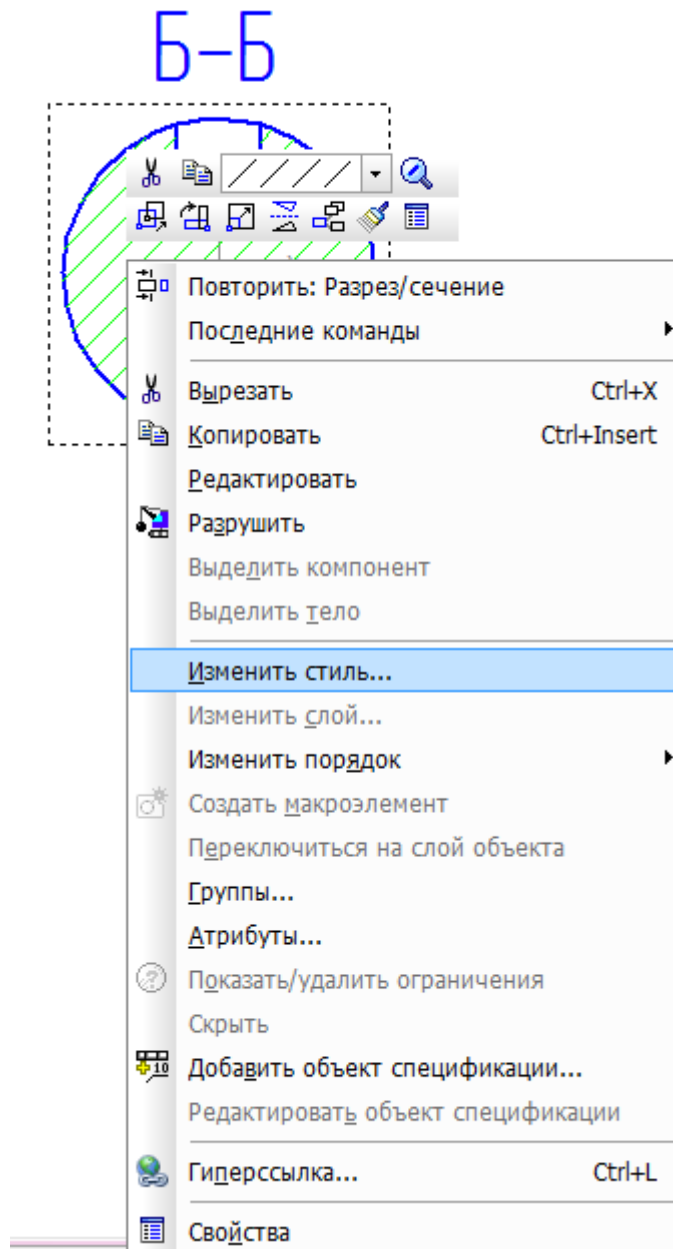 Б-Б
Повторить: Разрез/сечение
Последние команды
Вырезать Ctrl+X
Копировать Ctrl+Insert
Редактировать
Разрушить
Выделить компонент
Выделить тело
Изменить стиль...
Изменить слой...
Изменить порядок
Создать макроэлемент
Переключиться на слой объекта
Группы...
Атрибуты...
Показать/удалить ограничения
Скрыть
Добавить объект спецификации...
Редактировать объект спецификации
Гиперссылка... Ctrl+L
Свойства